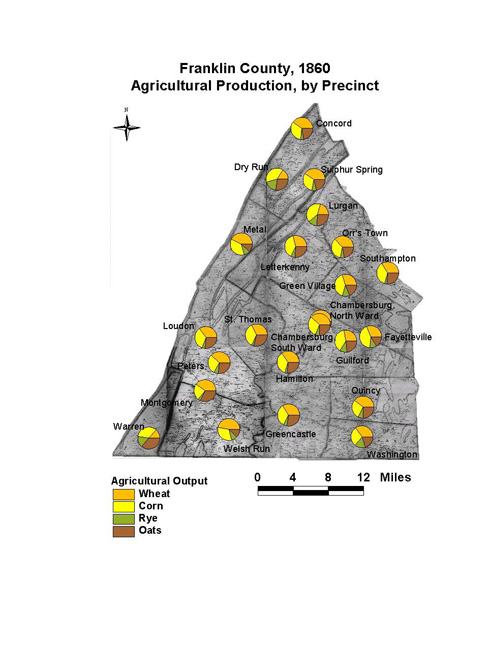 Franklin County, 1860
Agricultural Production, by Precinct
N
Concord
Dry Run
Sulphur Spring
Lurgan
Metal
Orr's Town
Letterkenny
Southampton
Green Village
Chambersburg,
North Ward
St. Thomas
Loudon
Chambersburg,
South Ward
Fayetteville
Guilford
Peters
Hamilton
Quincy
Montgomery
Warren
Greencastle
Welsh Run
Washington
Agricultural Output
Wheat
Corn
Rye
Oats
0 4 8 12 Miles